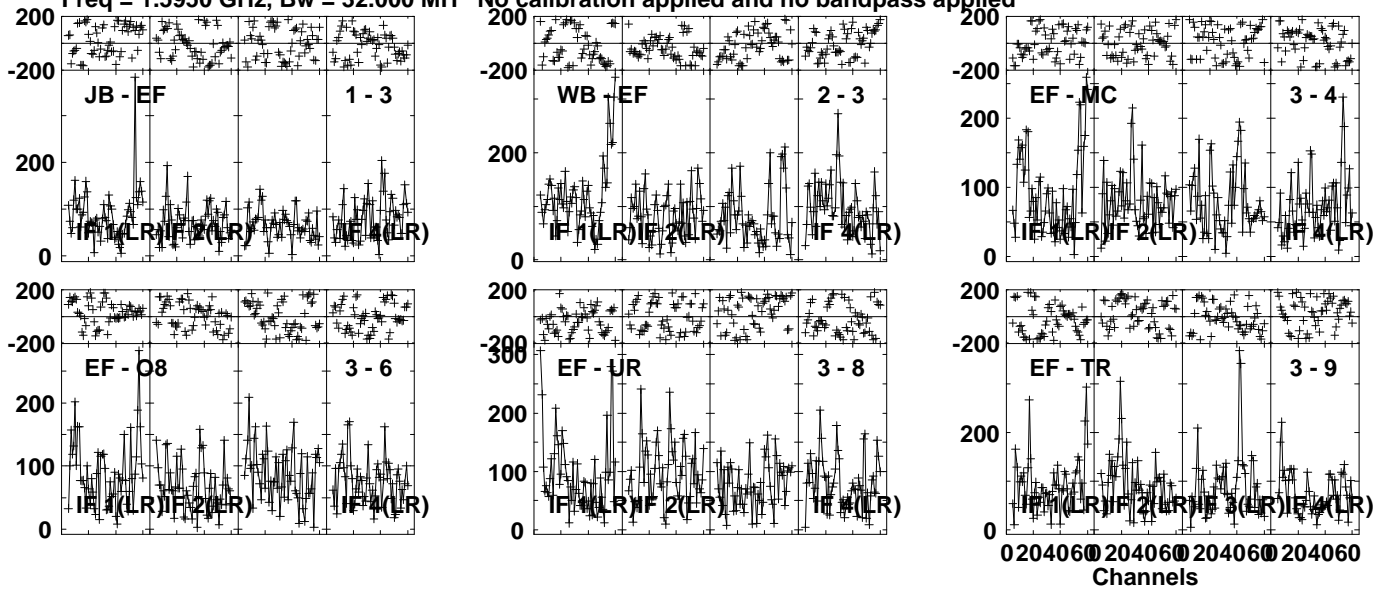 Freq = 1.5950 GHz, Bw = 32.000 MH No calibration applied and no bandpass applied
200
-200
JB - EF 1 - 3
200
0
IF 1(LR) IF 2(LR) IF 4(LR)
200
-200
WB - EF 2 - 3
200
0
IF 1(LR) IF 2(LR) IF 4(LR)
200
-200
EF - MC 3 - 4
200
100
0
IF 1(LR) IF 2(LR) IF 4(LR)
200
-200
EF - O8 3 - 6
200
100
0
IF 1(LR) IF 2(LR) IF 4(LR)
200
-200
300
EF - UR 3 - 8
200
100
0
IF 1(LR) IF 2(LR) IF 4(LR)
200
-200
EF - TR 3 - 9
200
0
IF 1(LR) IF 2(LR) IF 3(LR) IF 4(LR)
0 20 40 60 0 20 40 60 0 20 40 60 0 20 40 60
Channels